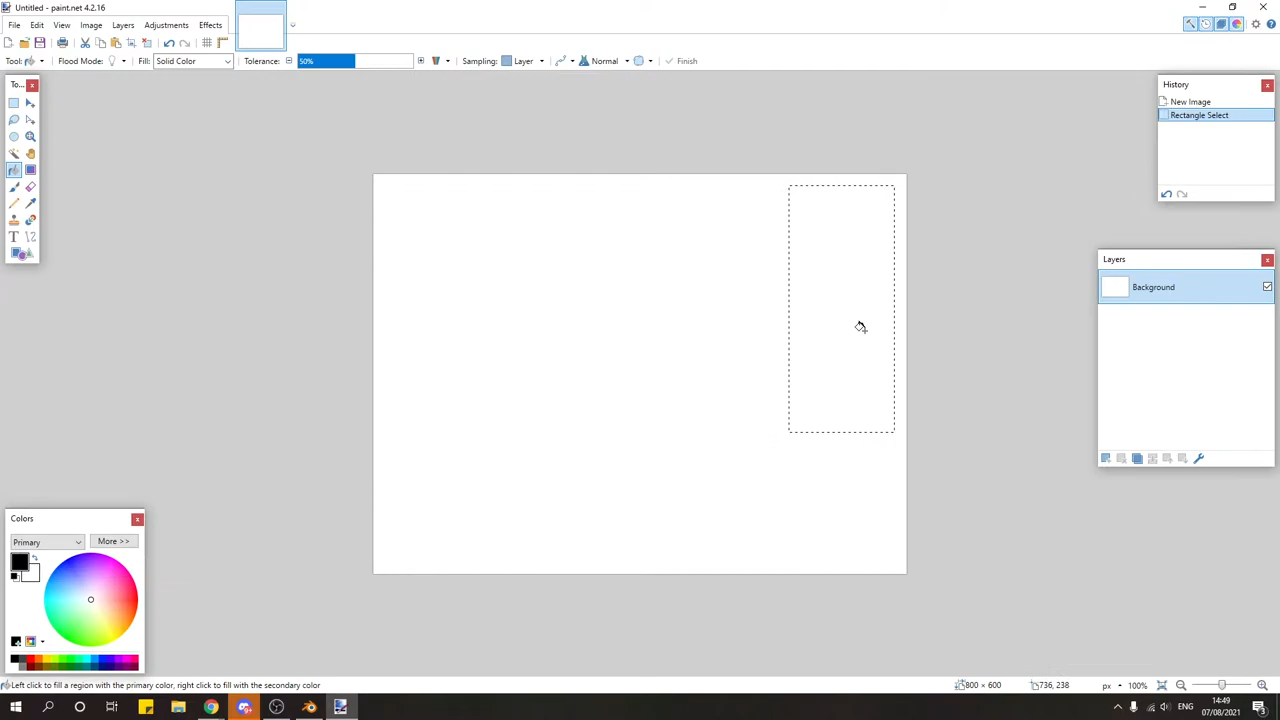 Untitled - paint.net 4.2.16
File Edit View Image Layers Adjustments Effects
Tool: Flood Mode: Fill: Solid Color Tolerance: 50% Sampling: Layer Normal Finish
To...
History
New Image
Rectangle Select
Layers
Background
Colors
Primary More >>
Left click to fill a region with the primary color, right click to fill with the secondary color 800 × 600 736, 238 px 100%
ENG 14:49
07/08/2021